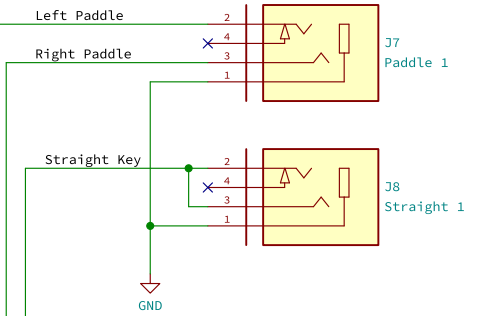 Left Paddle
2
4
Right Paddle
3
1
J7
Paddle 1
Straight Key
2
4
3
1
J8
Straight 1
GND